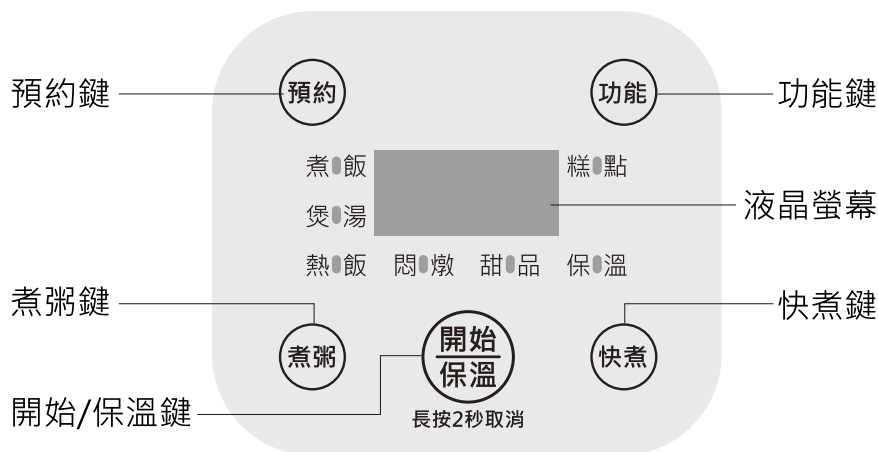 預約鍵
預約
功能
功能鍵
煮飯
糕點
液晶螢幕
煲湯
熱飯 悶燉 甜品 保溫
煮粥鍵
快煮鍵
煮粥
開始
保溫
快煮
開始/保溫鍵
長按2秒取消